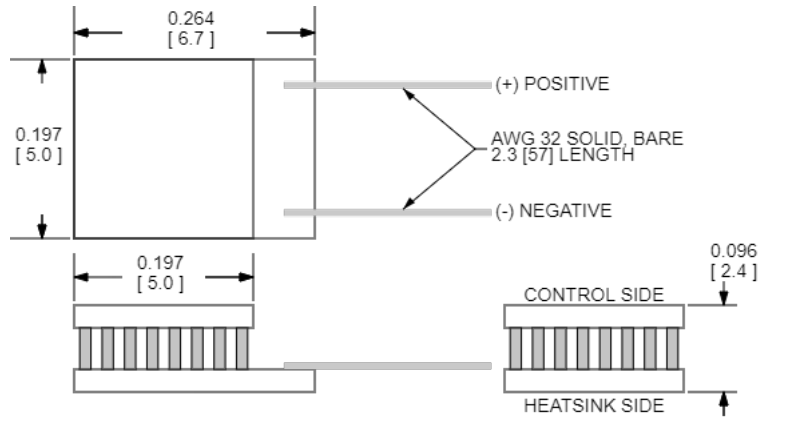 0.264
[ 6.7 ]
(+) POSITIVE
0.197
[ 5.0 ]
AWG 32 SOLID, BARE
2.3 [57] LENGTH
(-) NEGATIVE
0.197
[ 5.0 ]
0.096
[ 2.4 ]
CONTROL SIDE
HEATSINK SIDE